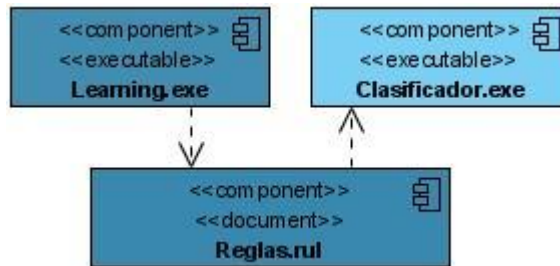 <<component>>
<<executable>>
Learning.exe
<<component>>
<<executable>>
Clasificador.exe
<<component>>
<<document>>
Reglas.rul